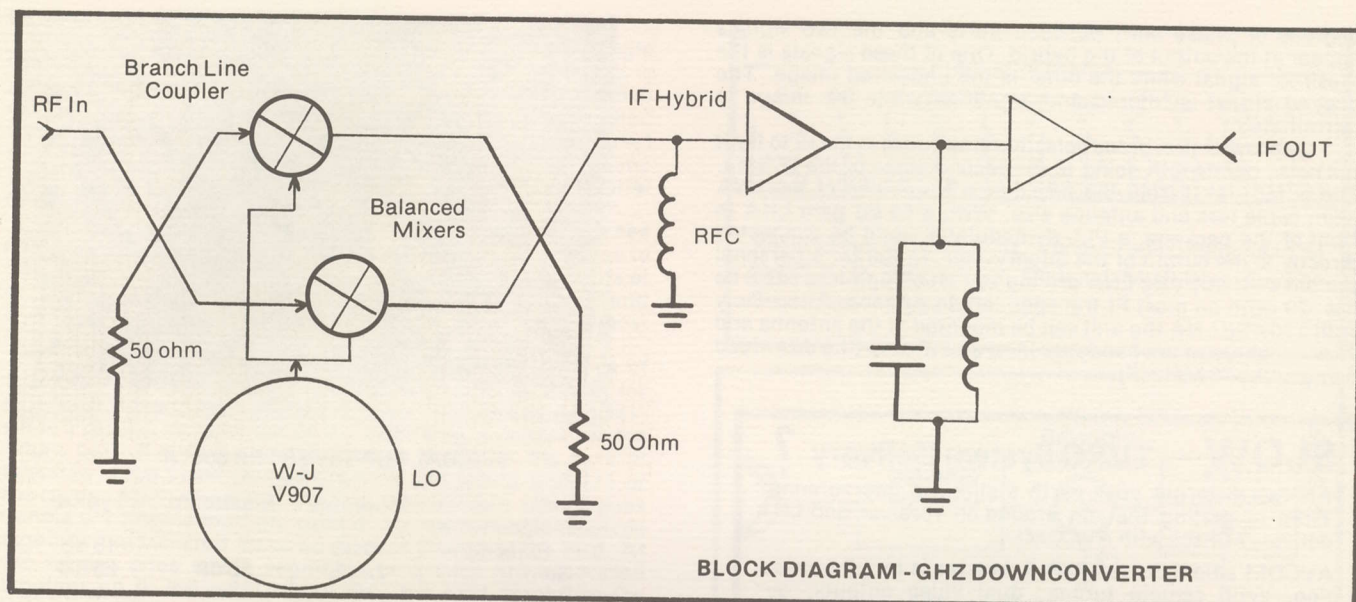 Branch Line
Coupler
RF In
IF Hybrid
IF OUT
Balanced
Mixers
RFC
50 ohm
50 Ohm
W-J
V907
LO
BLOCK DIAGRAM - GHZ DOWNCONVERTER